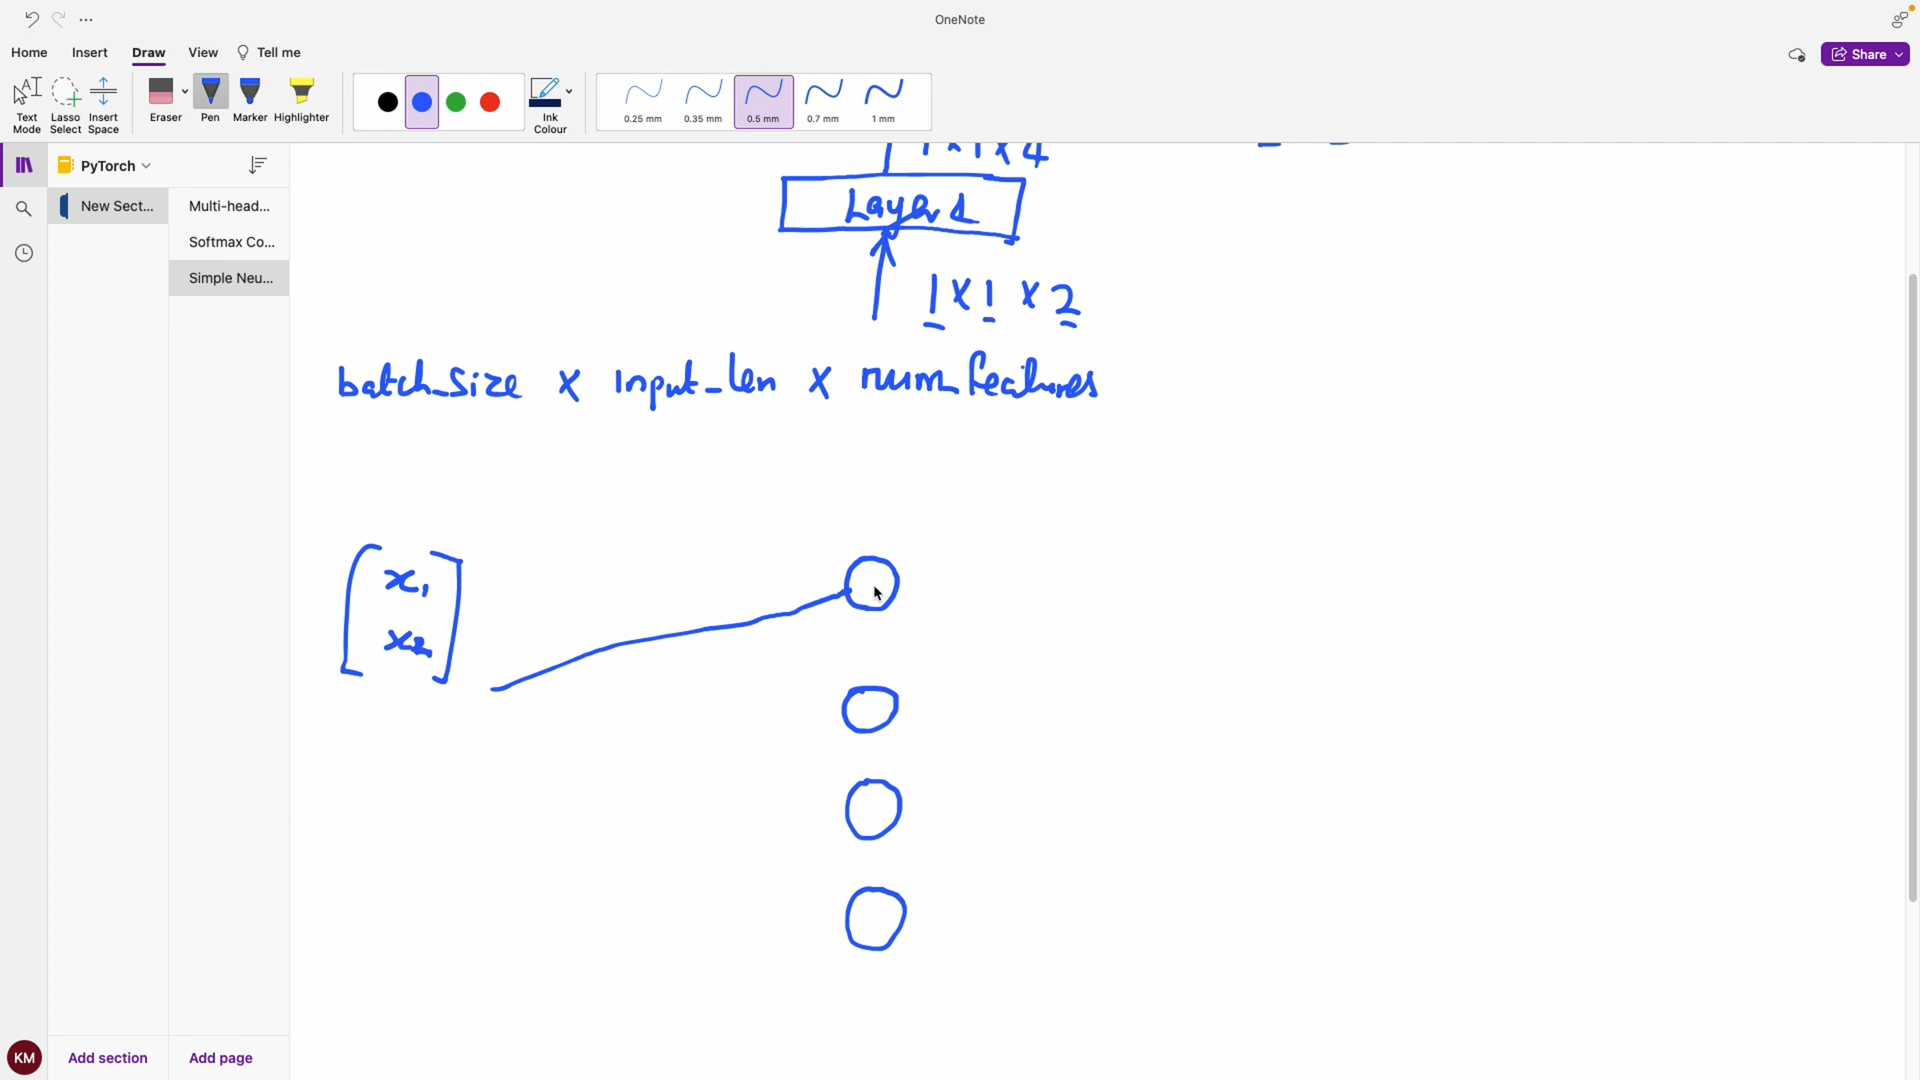 OneNote
Home Insert Draw View Tell me
Share
Text Mode
Lasso Select
Insert Space
Eraser
Pen
Marker
Highlighter
Ink Colour
0.25 mm
0.35 mm
0.5 mm
0.7 mm
1 mm
PyTorch
New Sect...
Multi-head...
Softmax Co...
Simple Neu...
1 x 1 x 4
Layer 1
1 x 1 x 2
batch_size x input_len x num_features
x₁
x₂
KM
Add section
Add page